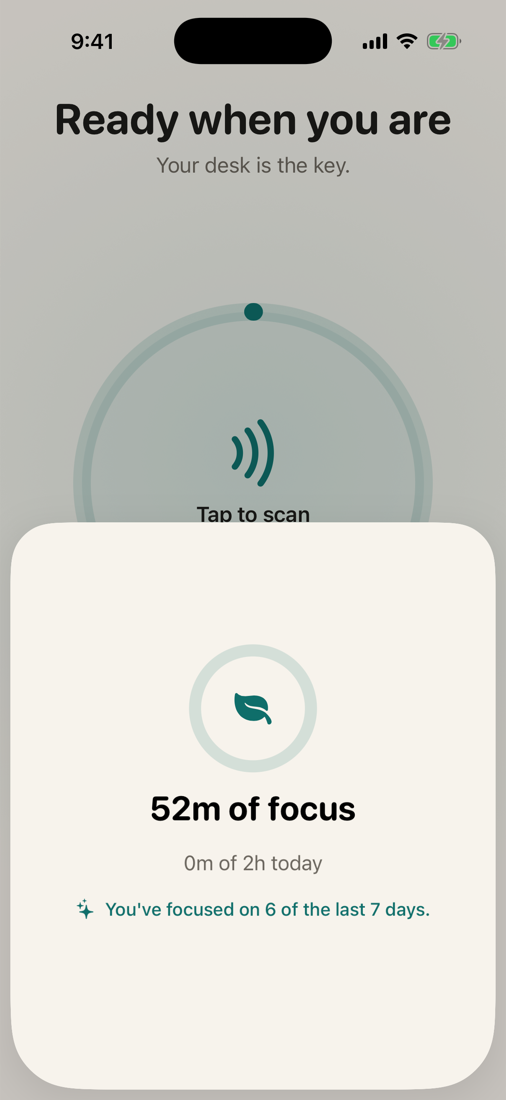 9:41
Ready when you are
Your desk is the key.
Tap to scan
52m of focus
0m of 2h today
You've focused on 6 of the last 7 days.